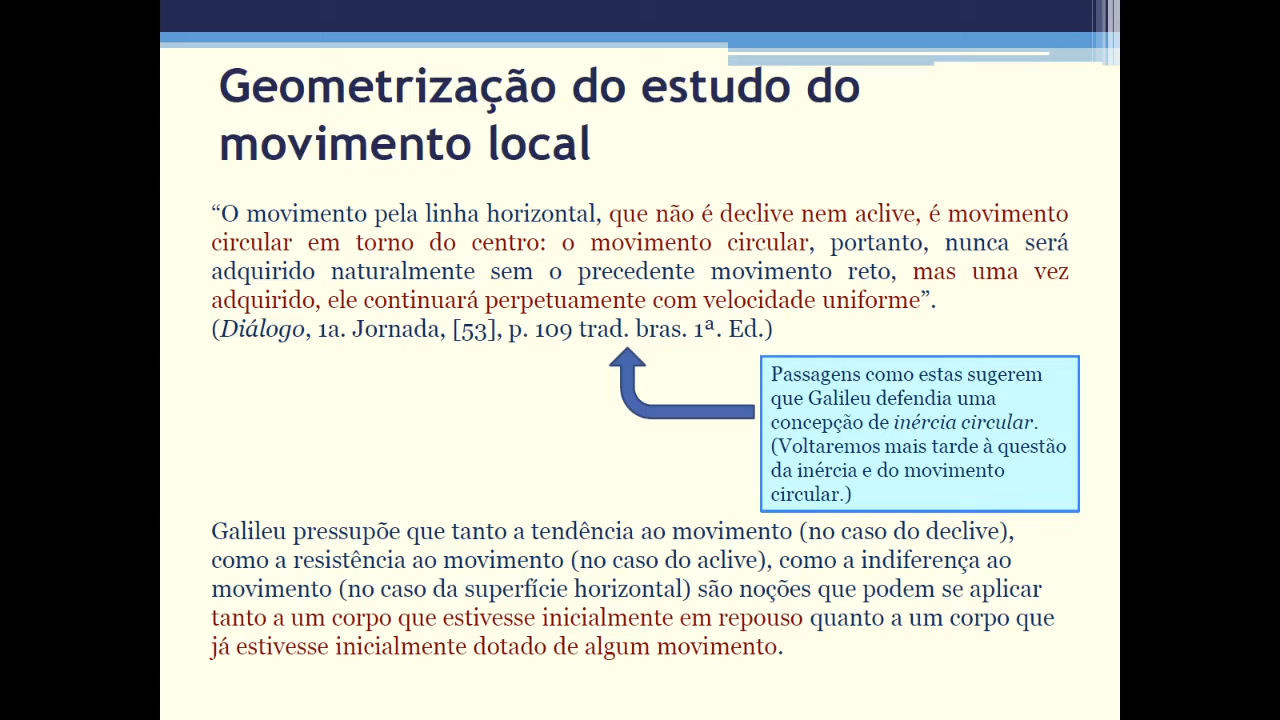 Geometrização do estudo do
movimento local
“O movimento pela linha horizontal, que não é declive nem aclive, é movimento
circular em torno do centro: o movimento circular, portanto, nunca será
adquirido naturalmente sem o precedente movimento reto, mas uma vez
adquirido, ele continuará perpetuamente com velocidade uniforme”.
(Diálogo, 1a. Jornada, [53], p. 109 trad. bras. 1ª. Ed.)
Passagens como estas sugerem
que Galileu defendia uma
concepção de inércia circular.
(Voltaremos mais tarde à questão
da inércia e do movimento
circular.)
Galileu pressupõe que tanto a tendência ao movimento (no caso do declive),
como a resistência ao movimento (no caso do aclive), como a indiferença ao
movimento (no caso da superfície horizontal) são noções que podem se aplicar
tanto a um corpo que estivesse inicialmente em repouso quanto a um corpo que
já estivesse inicialmente dotado de algum movimento.